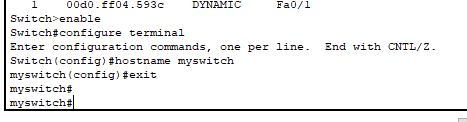 1    00d0.ff04.593c    DYNAMIC     Fa0/1
Switch>enable
Switch#configure terminal
Enter configuration commands, one per line.  End with CNTL/Z.
Switch(config)#hostname myswitch
myswitch(config)#exit
myswitch#
myswitch#